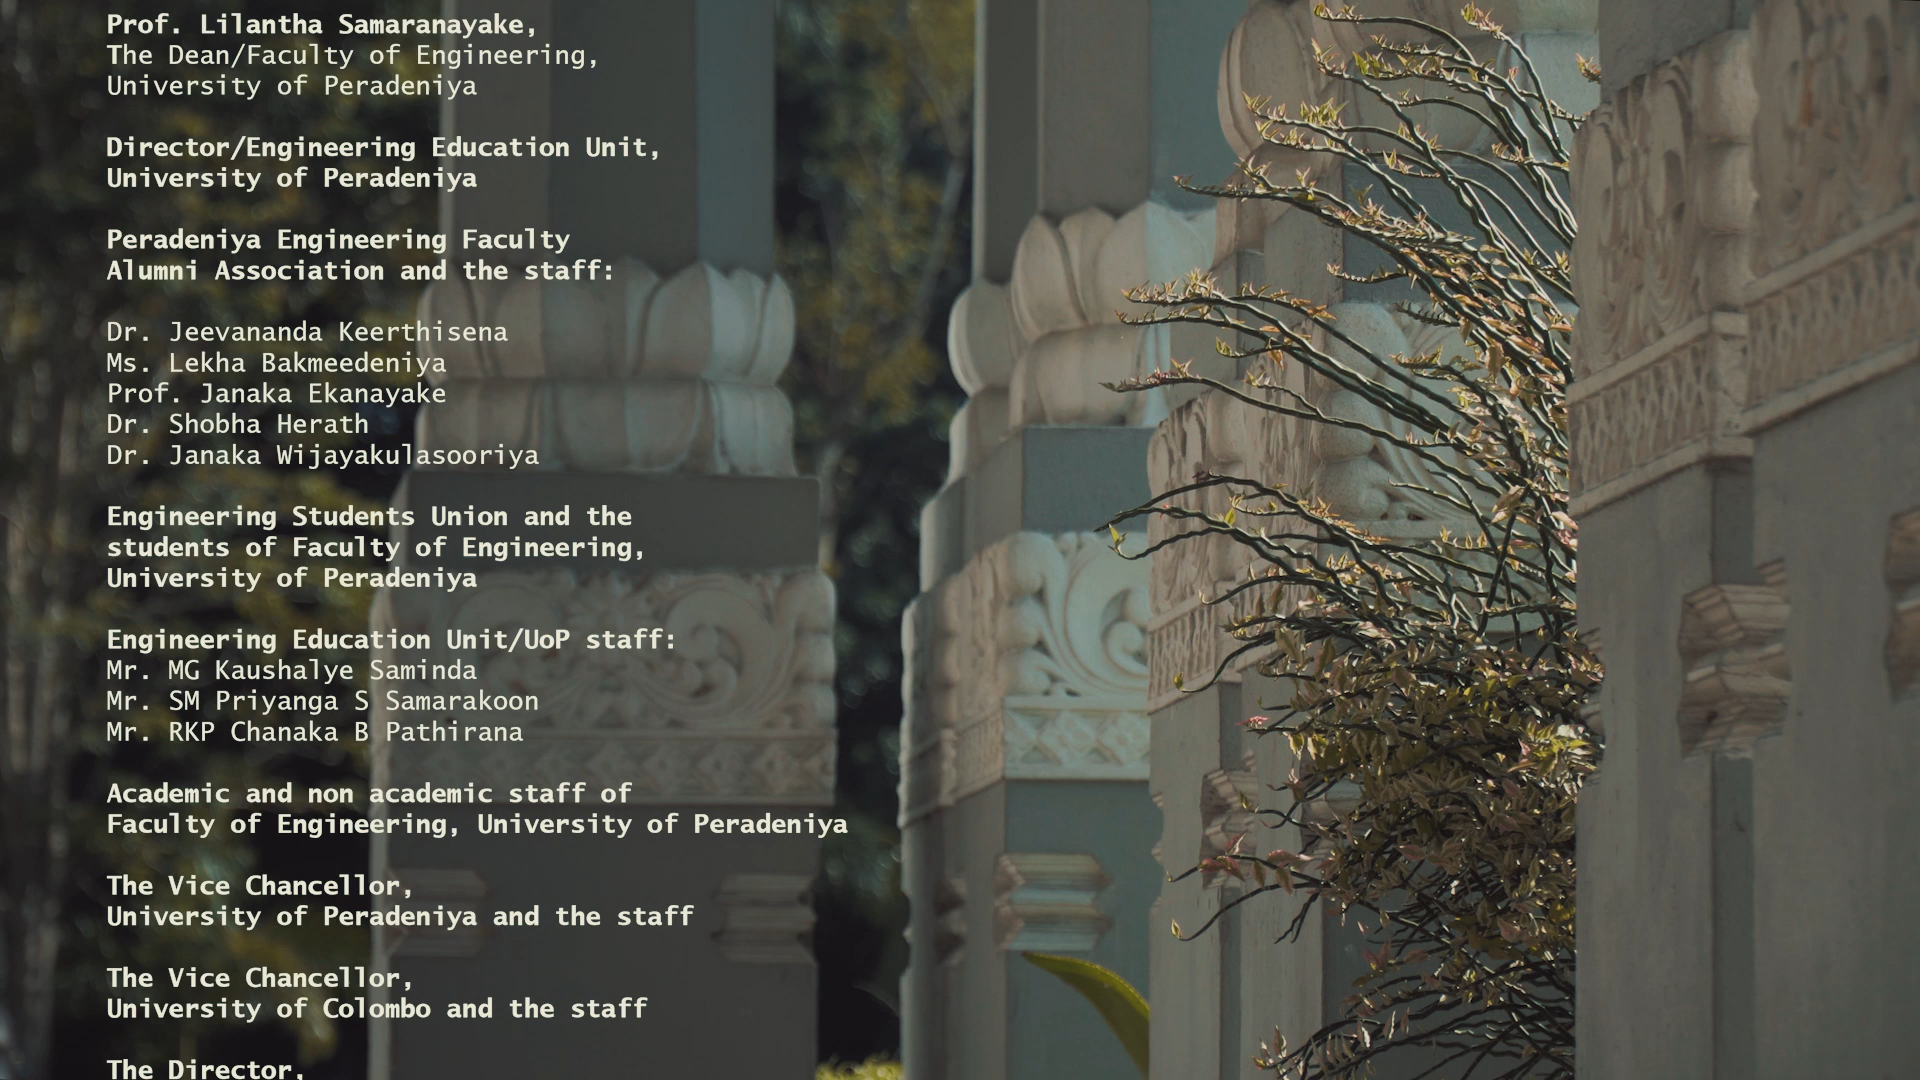 Prof. Lilantha Samaranayake,
The Dean/Faculty of Engineering,
University of Peradeniya
Director/Engineering Education Unit,
University of Peradeniya
Peradeniya Engineering Faculty
Alumni Association and the staff:
Dr. Jeevananda Keerthisena
Ms. Lekha Bakmeedeniya
Prof. Janaka Ekanayake
Dr. Shobha Herath
Dr. Janaka Wijayakulasooriya
Engineering Students Union and the
students of Faculty of Engineering,
University of Peradeniya
Engineering Education Unit/UoP staff:
Mr. MG Kaushalye Saminda
Mr. SM Priyanga S Samarakoon
Mr. RKP Chanaka B Pathirana
Academic and non academic staff of
Faculty of Engineering, University of Peradeniya
The Vice Chancellor,
University of Peradeniya and the staff
The Vice Chancellor,
University of Colombo and the staff
The Director,